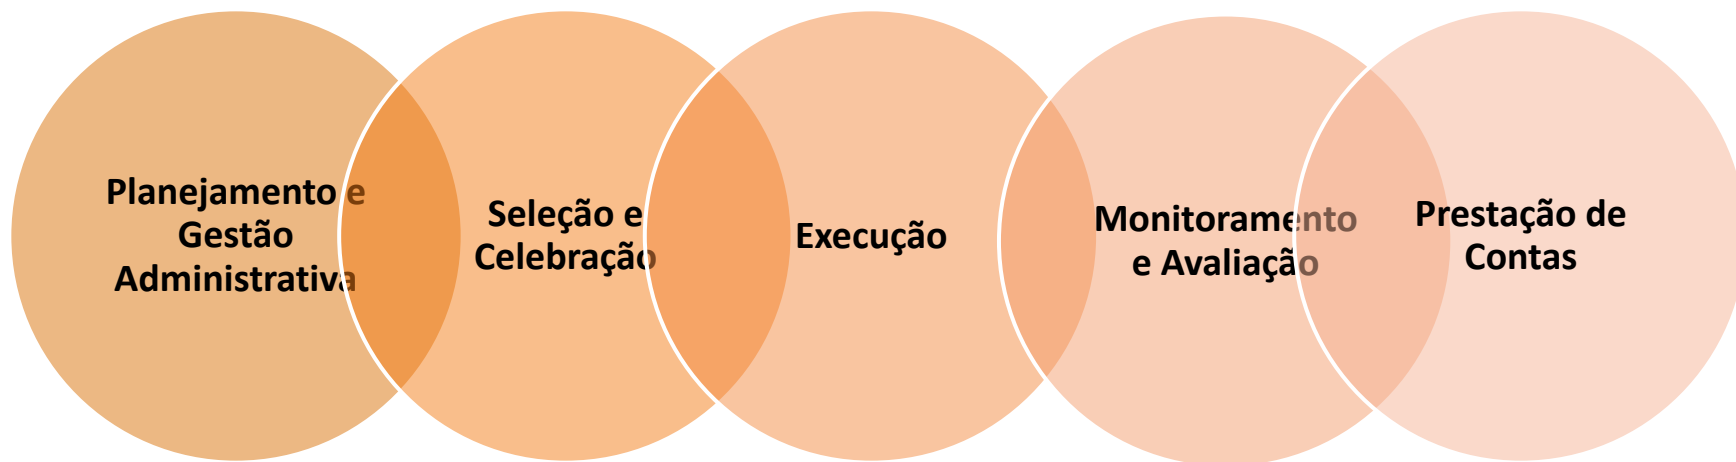 Planejamento e
Gestão
Administrativa
Seleção e
Celebração
Execução
Monitoramento
e Avaliação
Prestação de
Contas